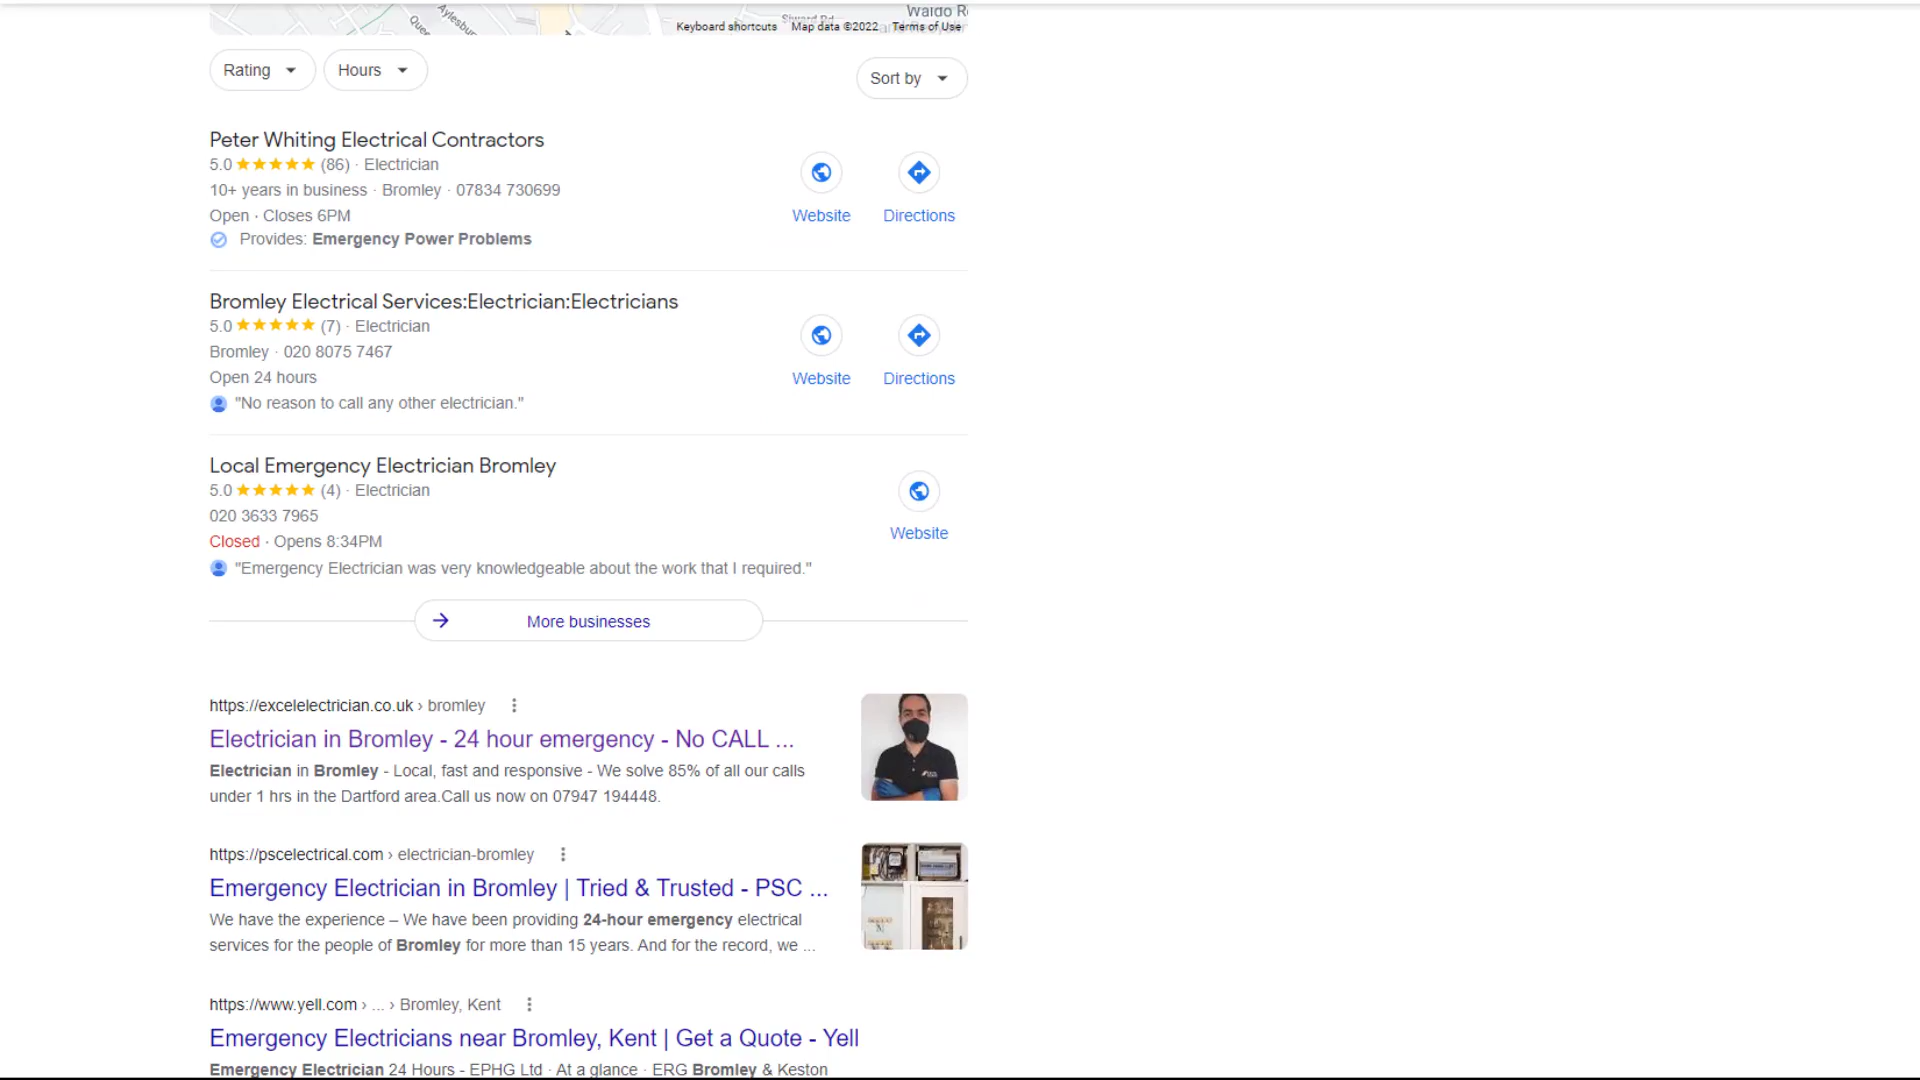 Waldo R
Siward Rd
Aylesbur
Que
Keyboard shortcuts Map data ©2022 Terms of Use
Rating Hours
Sort by
Peter Whiting Electrical Contractors
5.0 (86) · Electrician
10+ years in business · Bromley · 07834 730699
Open · Closes 6PM
Provides: Emergency Power Problems
Website Directions
Bromley Electrical Services:Electrician:Electricians
5.0 (7) · Electrician
Bromley · 020 8075 7467
Open 24 hours
"No reason to call any other electrician."
Website Directions
Local Emergency Electrician Bromley
5.0 (4) · Electrician
020 3633 7965
Closed · Opens 8:34PM
"Emergency Electrician was very knowledgeable about the work that I required."
Website
More businesses
https://excelelectrician.co.uk › bromley
Electrician in Bromley - 24 hour emergency - No CALL ...
Electrician in Bromley - Local, fast and responsive - We solve 85% of all our calls
under 1 hrs in the Dartford area.Call us now on 07947 194448.
https://pscelectrical.com › electrician-bromley
Emergency Electrician in Bromley | Tried & Trusted - PSC ...
We have the experience – We have been providing 24-hour emergency electrical
services for the people of Bromley for more than 15 years. And for the record, we ...
https://www.yell.com › ... › Bromley, Kent
Emergency Electricians near Bromley, Kent | Get a Quote - Yell
Emergency Electrician 24 Hours - EPHG Ltd · At a glance · ERG Bromley & Keston